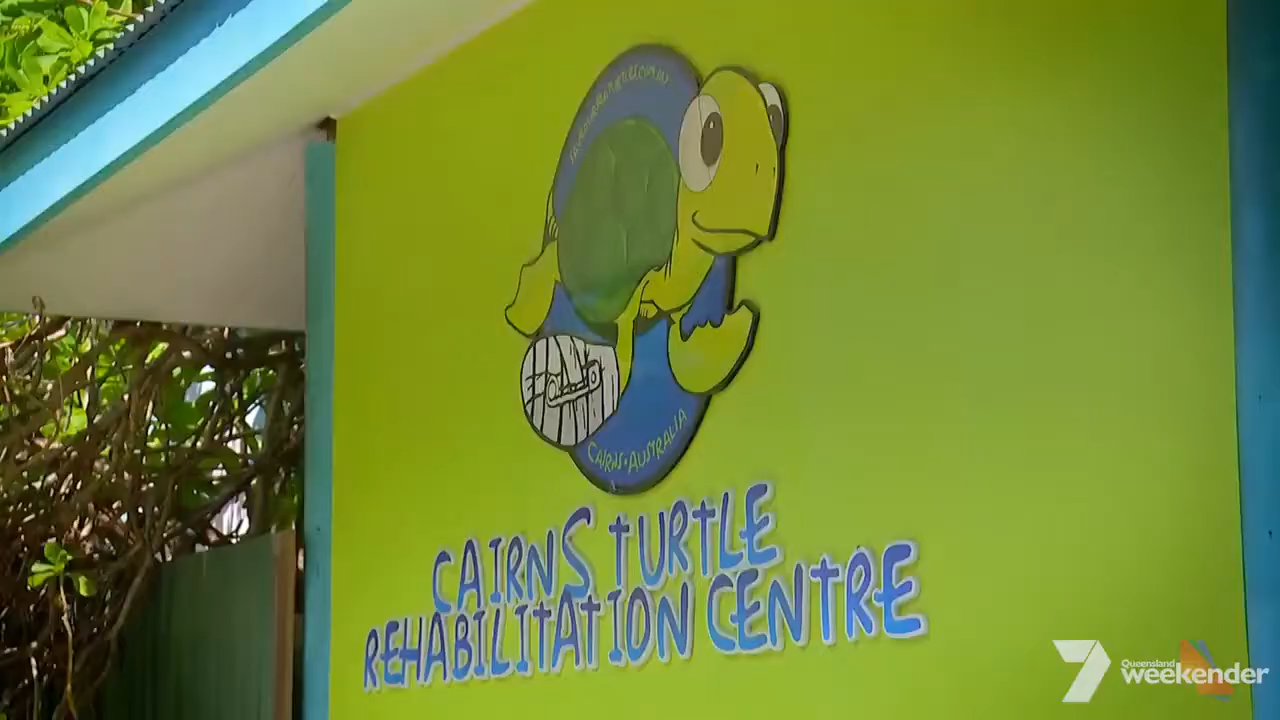 CAIRNS • AUSTRALIA
CAIRNS TURTLE
REHABILITATION CENTRE
7
Queensland
weekender